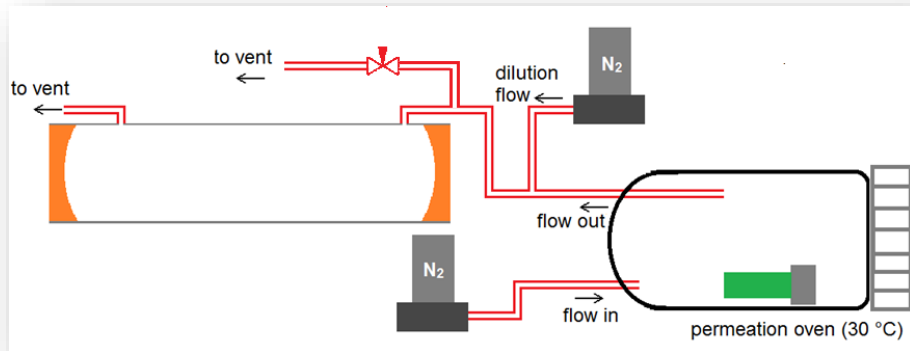 to vent
to vent
dilution
flow
N2
flow out
N2
flow in
permeation oven (30 °C)